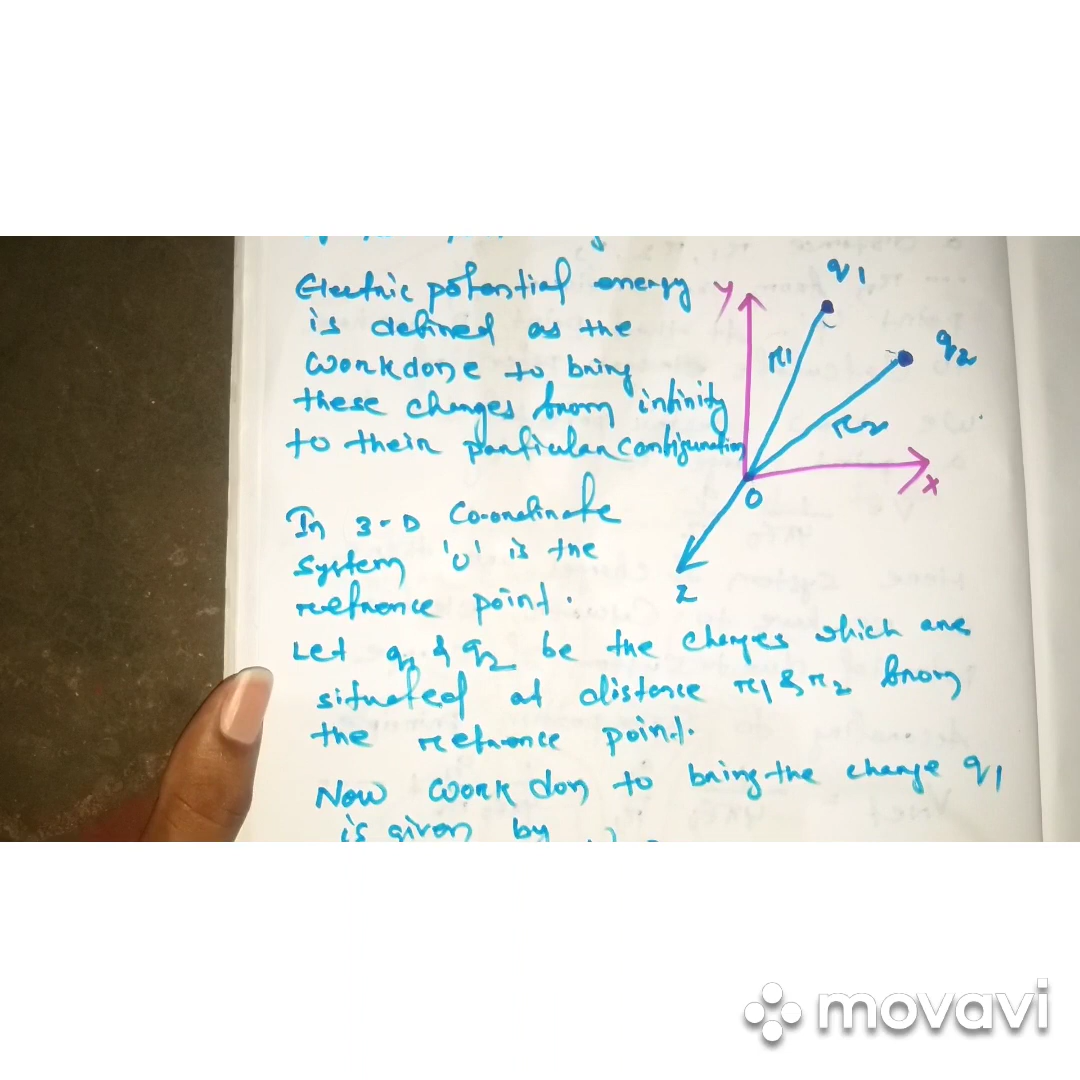 Electric potential energy
is defined as the
workdone to bring
these charges from infinity
to their particular configuration
In 3-D Co-ordinate
system 'O' is the
refrence point.
Let q1 & q2 be the charges which are
situated at distance r1 & r2 from
the refrence point.
Now work don to bring the charge q1
is given by
Y
q1
q2
r1
r2
O
X
Z
movavi